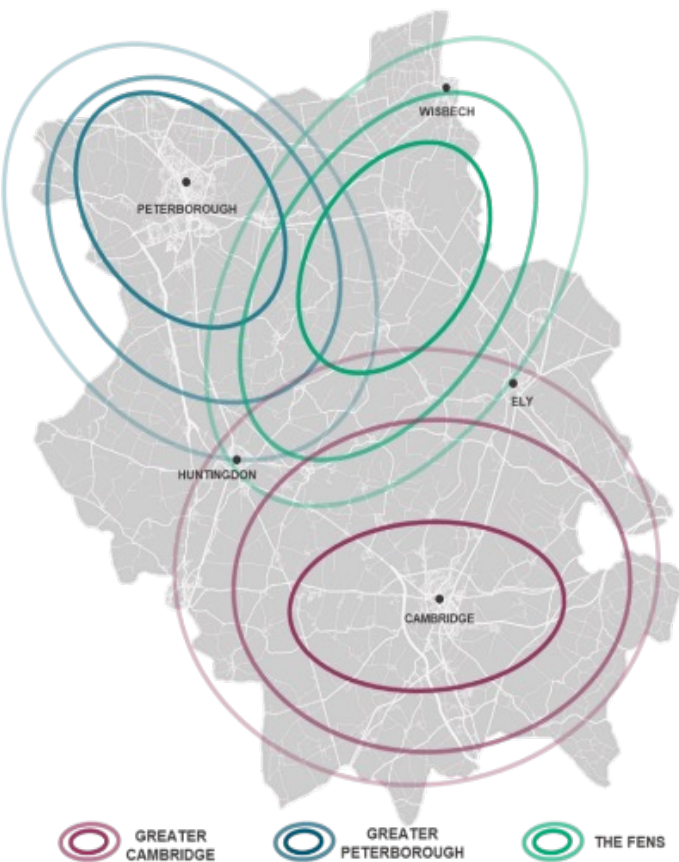 WISBECH
PETERBOROUGH
ELY
HUNTINGDON
CAMBRIDGE
GREATER
CAMBRIDGE
GREATER
PETERBOROUGH
THE FENS